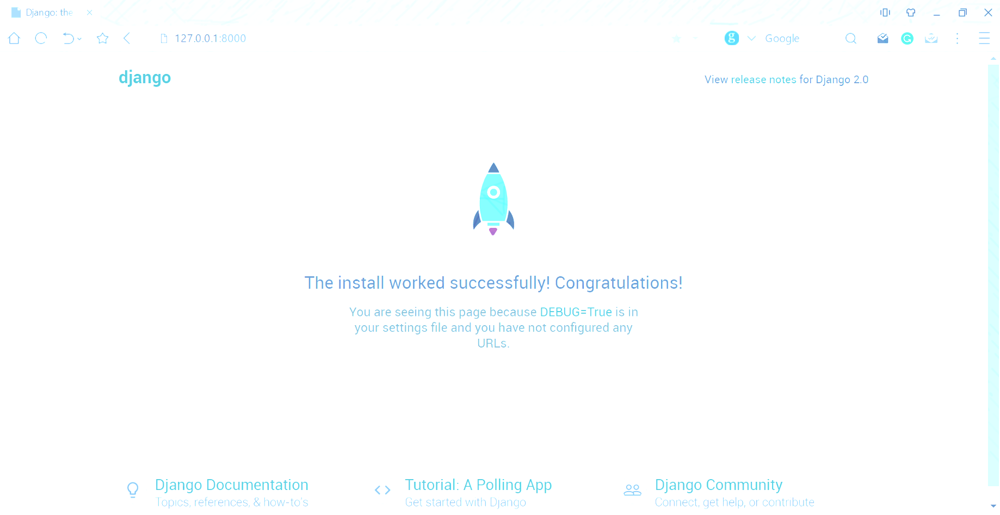 Django: the
127.0.0.1:8000
Google
django
View release notes for Django 2.0
The install worked successfully! Congratulations!
You are seeing this page because DEBUG=True is in
your settings file and you have not configured any
URLs.
Django Documentation
Topics, references, & how-to's
Tutorial: A Polling App
Get started with Django
Django Community
Connect, get help, or contribute